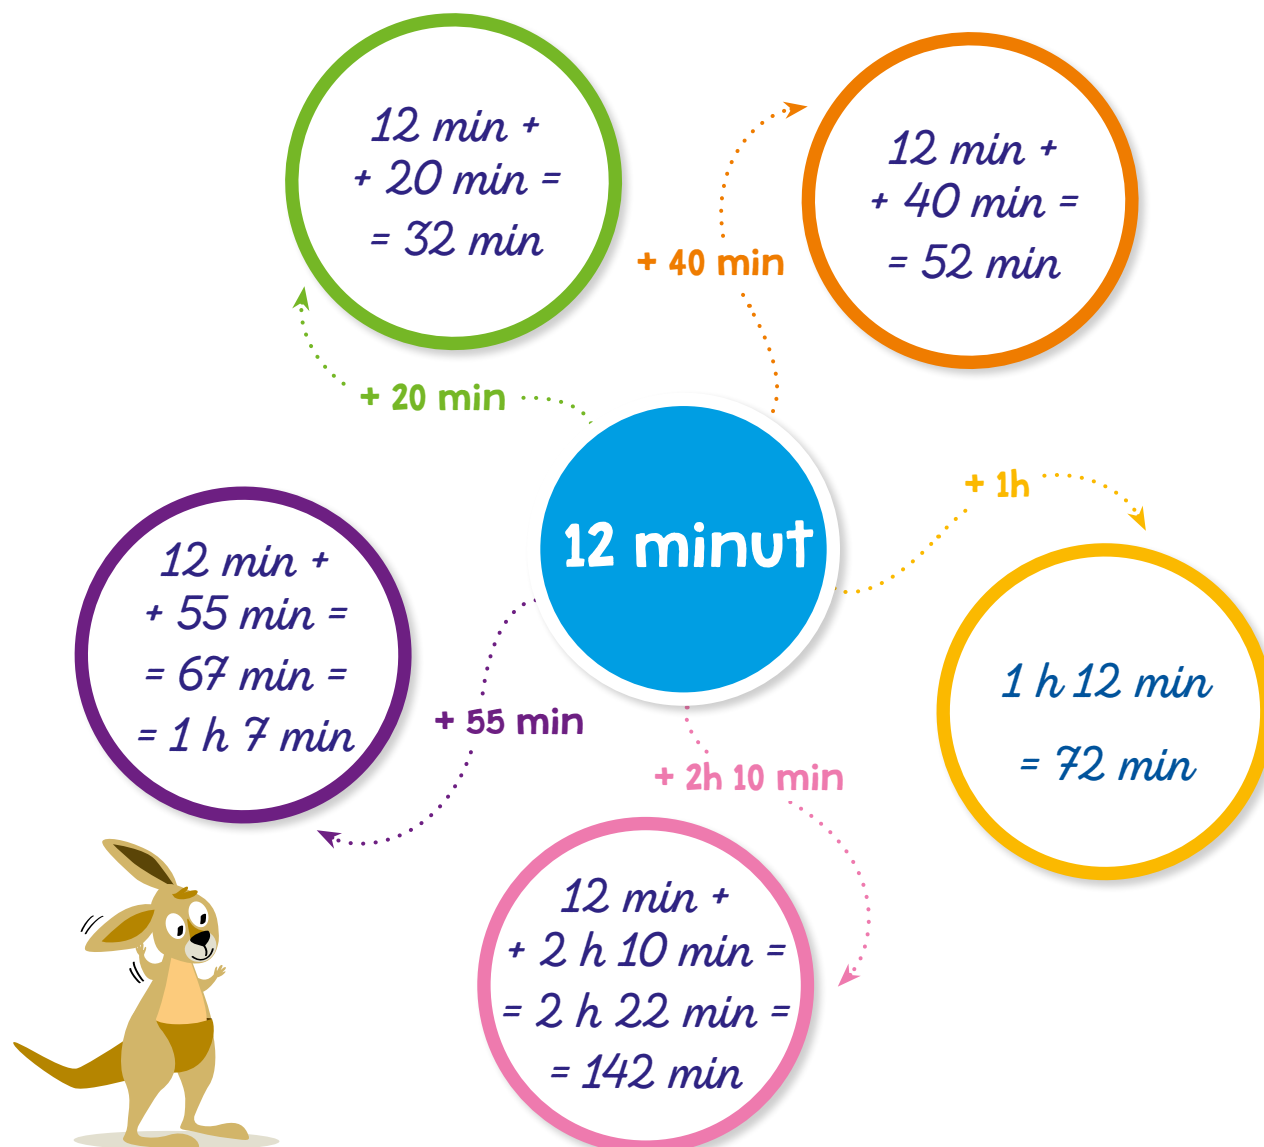 12 min +
+ 20 min =
= 32 min
12 min +
+ 40 min =
= 52 min
+ 40 min
+ 20 min
+ 1h
12 minut
12 min +
+ 55 min =
= 67 min =
= 1 h 7 min
1 h 12 min
= 72 min
+ 55 min
+ 2h 10 min
12 min +
+ 2 h 10 min =
= 2 h 22 min =
= 142 min